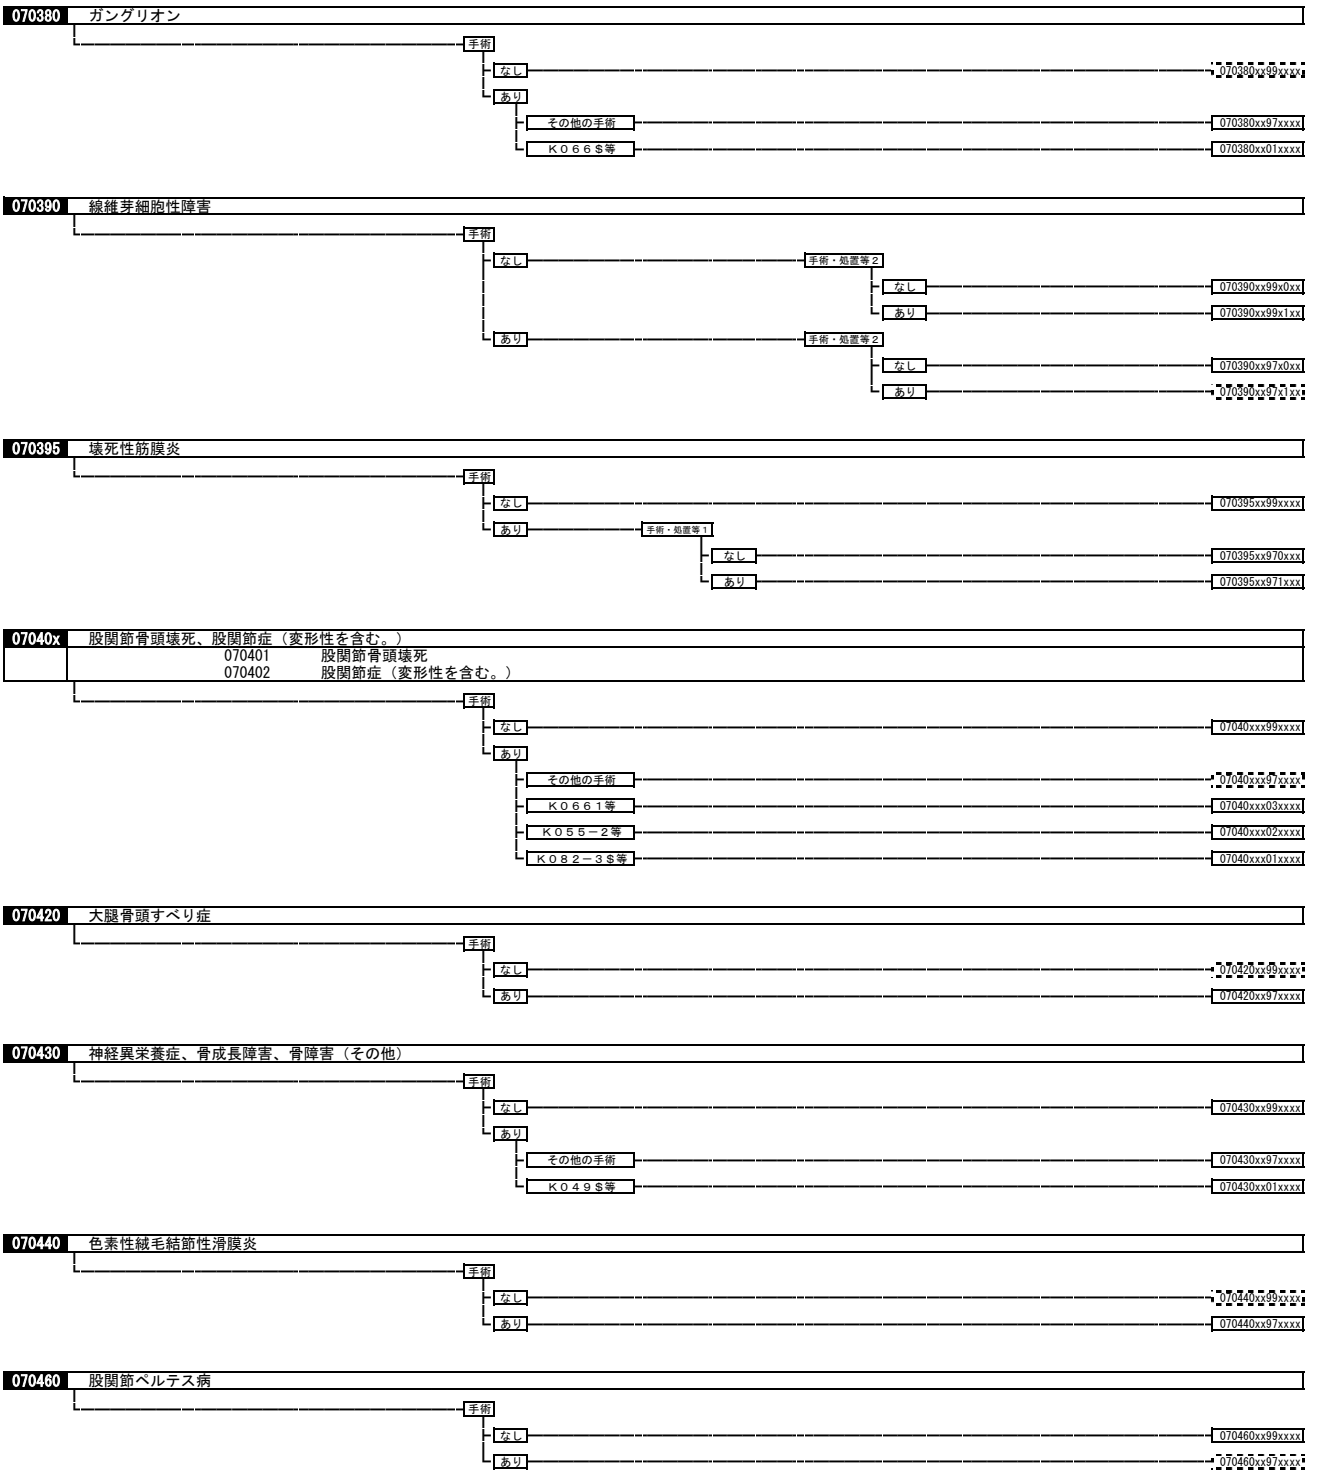 070380 ガングリオン
手術
なし 070380xx99xxxx
あり
その他の手術 070380xx97xxxx
K066$等 070380xx01xxxx
070390 線維芽細胞性障害
手術
なし 手術・処置等2
なし 070390xx99x0xx
あり 070390xx99x1xx
あり 手術・処置等2
なし 070390xx97x0xx
あり 070390xx97x1xx
070395 壊死性筋膜炎
手術
なし 070395xx99xxxx
あり 手術・処置等1
なし 070395xx970xxx
あり 070395xx971xxx
07040x 股関節骨頭壊死、股関節症（変形性を含む。）
070401 股関節骨頭壊死
070402 股関節症（変形性を含む。）
手術
なし 07040xxx99xxxx
あり
その他の手術 07040xxx97xxxx
K0661等 07040xxx03xxxx
K055－2等 07040xxx02xxxx
K082－3$等 07040xxx01xxxx
070420 大腿骨頭すべり症
手術
なし 070420xx99xxxx
あり 070420xx97xxxx
070430 神経異栄養症、骨成長障害、骨障害（その他）
手術
なし 070430xx99xxxx
あり
その他の手術 070430xx97xxxx
K049$等 070430xx01xxxx
070440 色素性絨毛結節性滑膜炎
手術
なし 070440xx99xxxx
あり 070440xx97xxxx
070460 股関節ペルテス病
手術
なし 070460xx99xxxx
あり 070460xx97xxxx